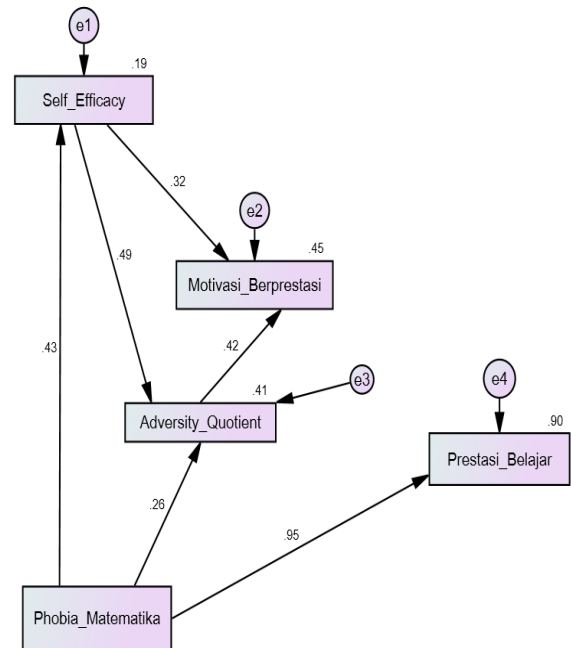 e1
.19
Self_Efficacy
.32
e2
.45
.49
Motivasi_Berprestasi
.43
.42
e3
e4
.41
.90
Adversity_Quotient
Prestasi_Belajar
.26
.95
Phobia_Matematika